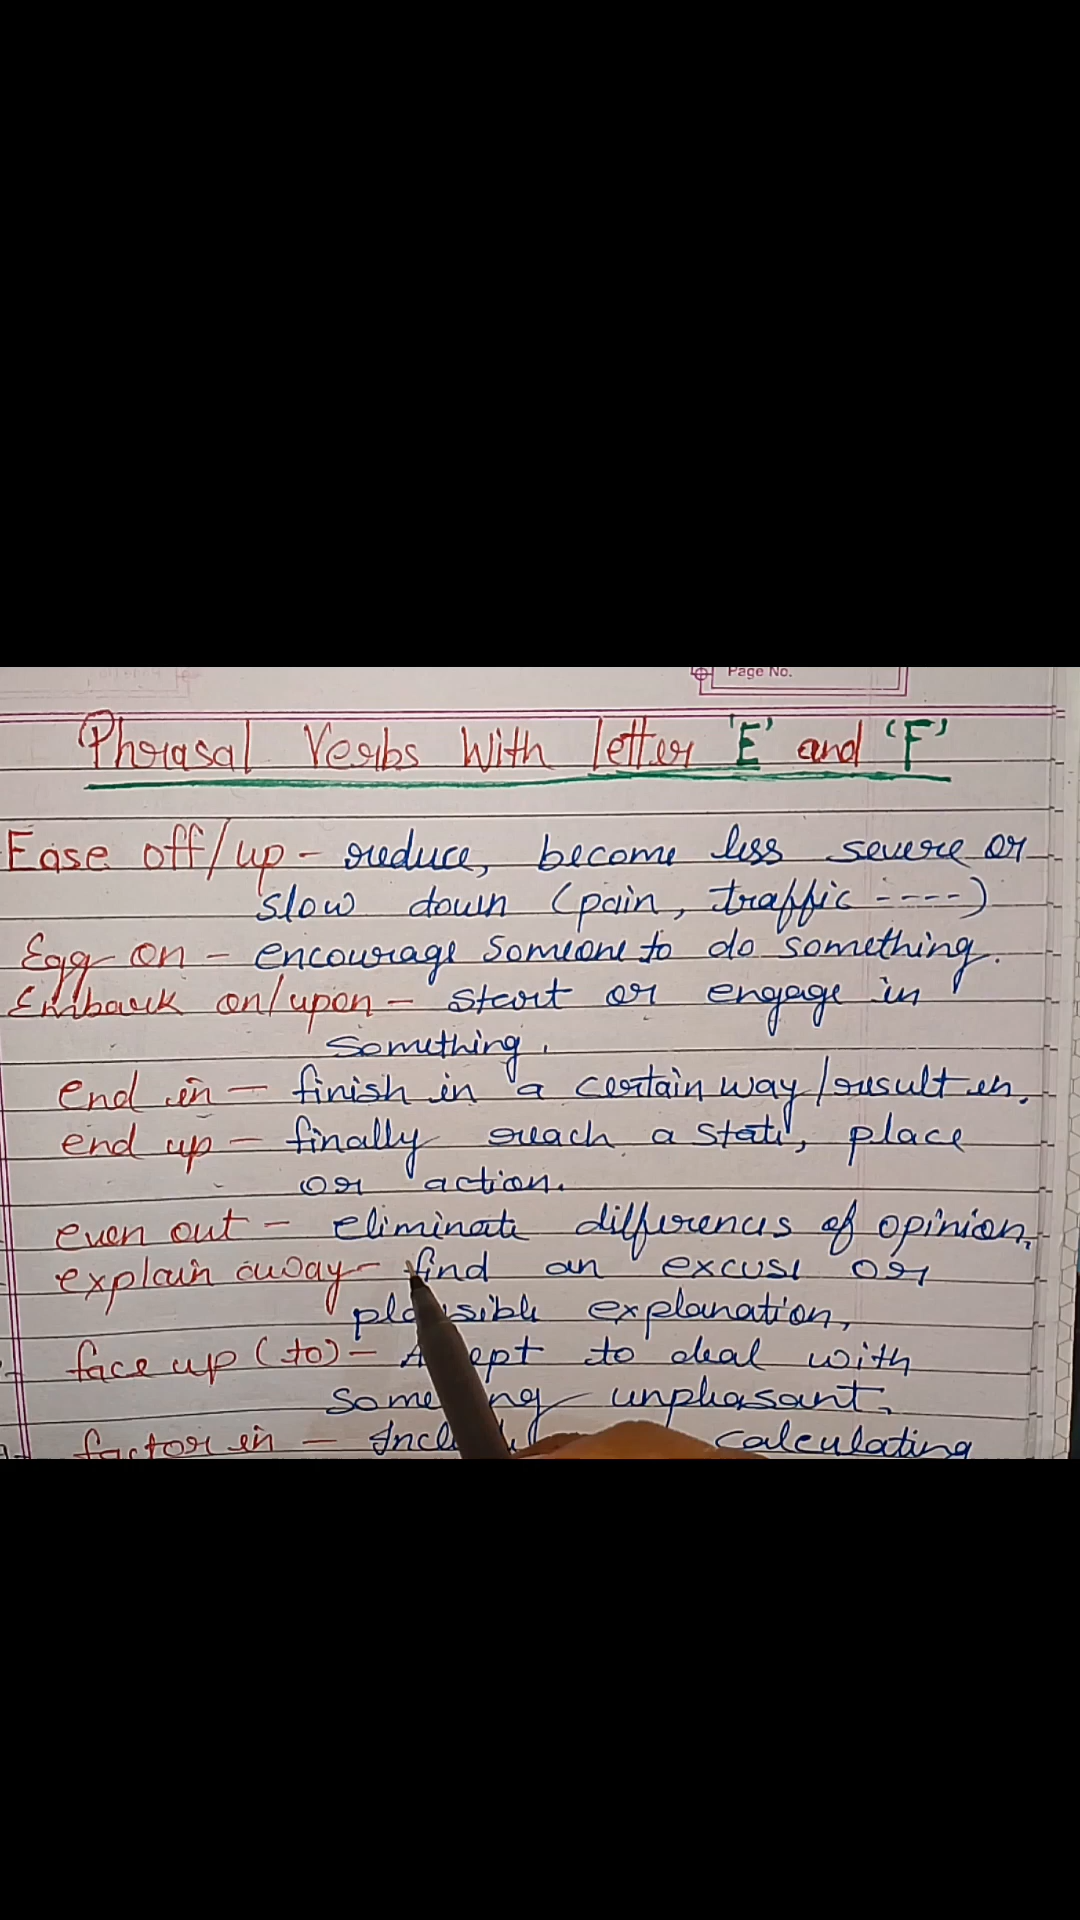 Page No.
Phrasal Verbs With letter 'E' and 'F'
Ease off/up - reduce, become less severe or
slow down (pain, traffic ----)
Egg on - encourage someone to do something.
Embark on/upon - start or engage in
something.
end in - finish in a certain way/result in.
end up - finally reach a state, place
or action.
even out - eliminate differences of opinion.
explain away - find an excuse or
plausible explanation.
face up (to) - Accept to deal with
something unpleasant.
factor in - calculating